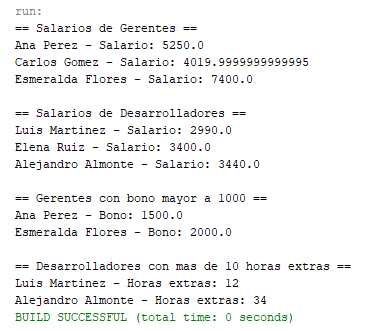 run:
== Salarios de Gerentes ==
Ana Perez - Salario: 5250.0
Carlos Gomez - Salario: 4019.9999999999995
Esmeralda Flores - Salario: 7400.0
== Salarios de Desarrolladores ==
Luis Martinez - Salario: 2990.0
Elena Ruiz - Salario: 3400.0
Alejandro Almonte - Salario: 3440.0
== Gerentes con bono mayor a 1000 ==
Ana Perez - Bono: 1500.0
Esmeralda Flores - Bono: 2000.0
== Desarrolladores con mas de 10 horas extras ==
Luis Martinez - Horas extras: 12
Alejandro Almonte - Horas extras: 34
BUILD SUCCESSFUL (total time: 0 seconds)